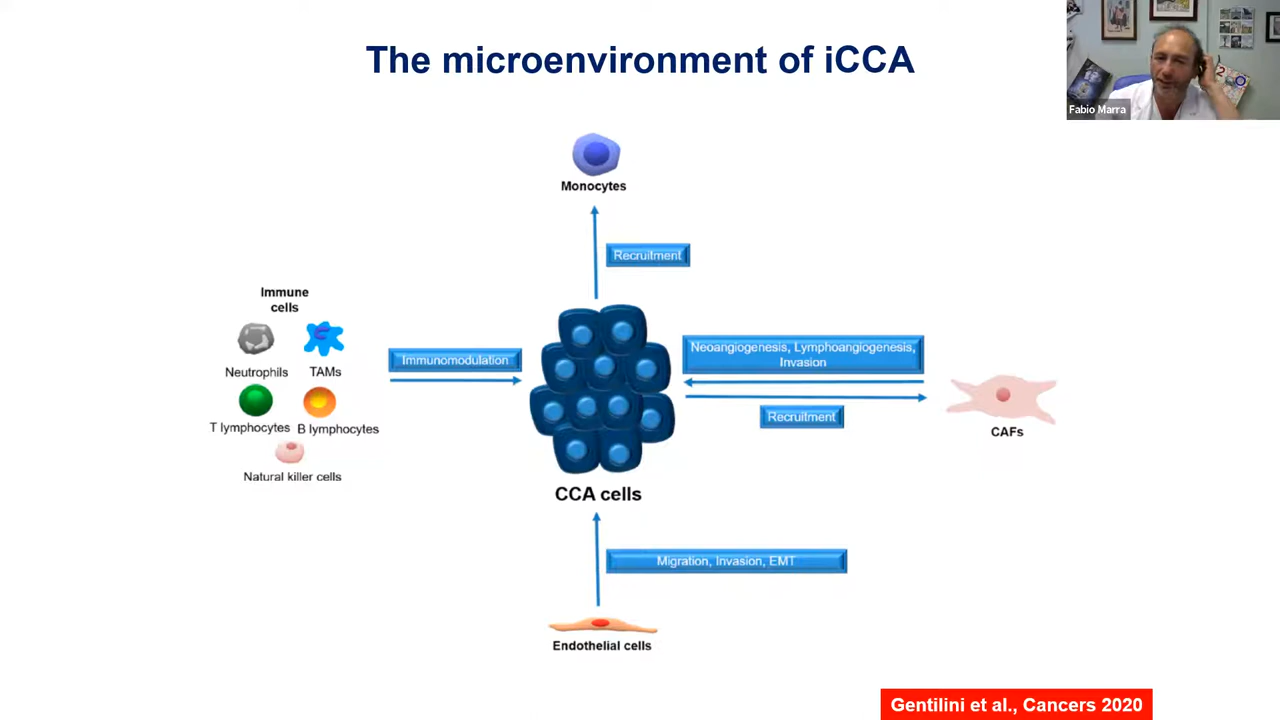 The microenvironment of iCCA
Fabio Marra
Monocytes
Recruitment
Immune
cells
Neutrophils
TAMs
T lymphocytes
B lymphocytes
Natural killer cells
Immunomodulation
Neoangiogenesis, Lymphoangiogenesis,
Invasion
Recruitment
CAFs
CCA cells
Migration, Invasion, EMT
Endothelial cells
Gentilini et al., Cancers 2020